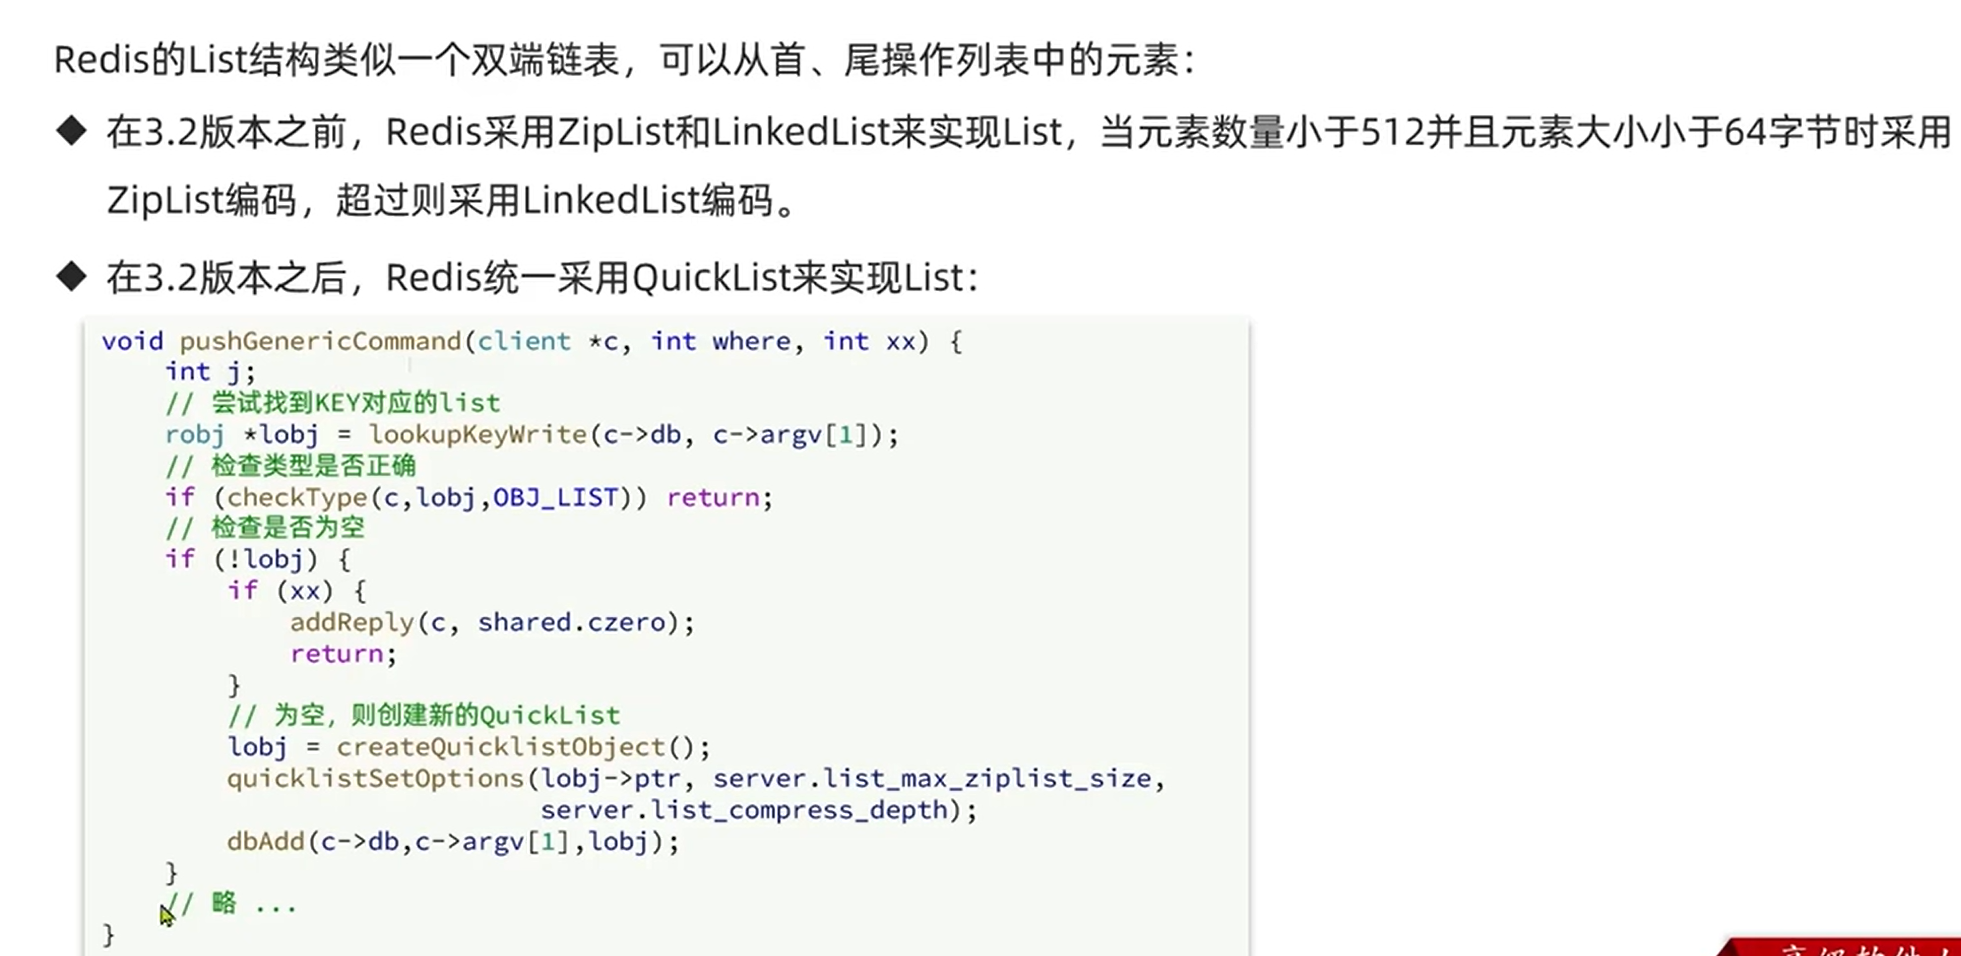 Redis的List结构类似一个双端链表，可以从首、尾操作列表中的元素：
◆ 在3.2版本之前，Redis采用ZipList和LinkedList来实现List，当元素数量小于512并且元素大小小于64字节时采用
ZipList编码，超过则采用LinkedList编码。
◆ 在3.2版本之后，Redis统一采用QuickList来实现List：
void pushGenericCommand(client *c, int where, int xx) {
    int j;
    // 尝试找到KEY对应的list
    robj *lobj = lookupKeyWrite(c->db, c->argv[1]);
    // 检查类型是否正确
    if (checkType(c,lobj,OBJ_LIST)) return;
    // 检查是否为空
    if (!lobj) {
        if (xx) {
            addReply(c, shared.czero);
            return;
        }
        // 为空，则创建新的QuickList
        lobj = createQuicklistObject();
        quicklistSetOptions(lobj->ptr, server.list_max_ziplist_size,
                            server.list_compress_depth);
        dbAdd(c->db,c->argv[1],lobj);
    }
    // 略 ...
}